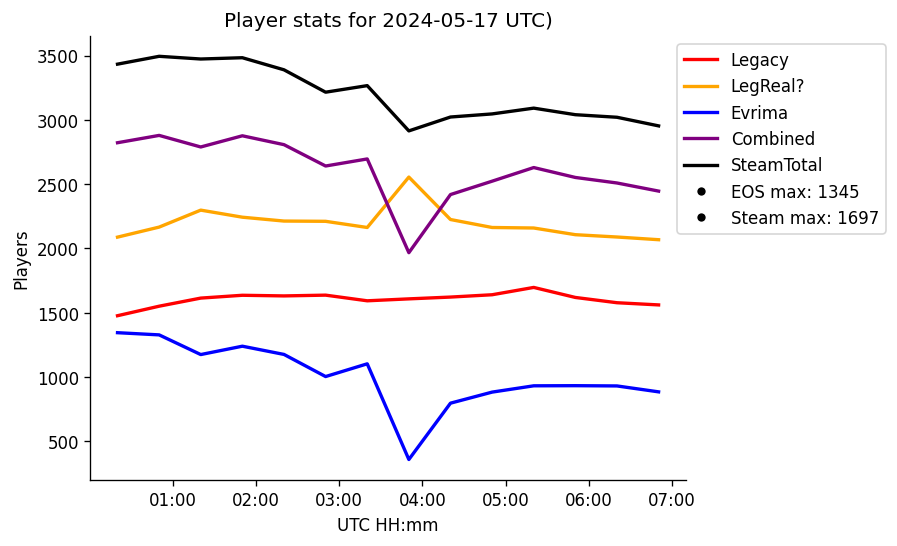 Player stats for 2024-05-17 UTC)
Players
3500
3000
2500
2000
1500
1000
500
01:00 02:00 03:00 04:00 05:00 06:00 07:00
UTC HH:mm
Legacy
LegReal?
Evrima
Combined
SteamTotal
EOS max: 1345
Steam max: 1697